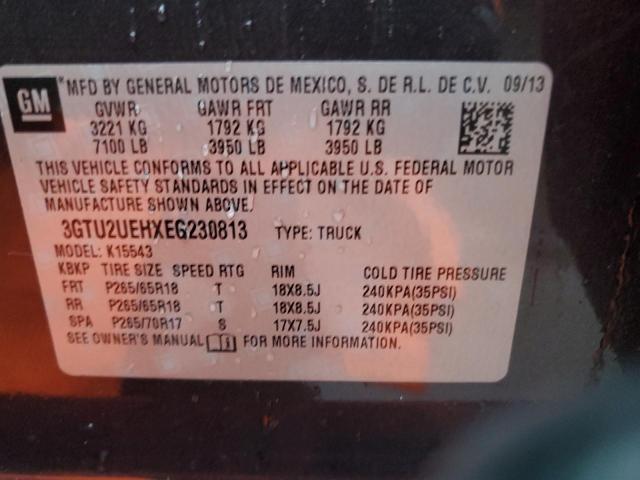 GM
*MFD BY GENERAL MOTORS DE MEXICO, S. DE R.L. DE C.V. 09/13
GVWR GAWR FRT GAWR RR
3221 KG 1792 KG 1792 KG
7100 LB 3950 LB 3950 LB
THIS VEHICLE CONFORMS TO ALL APPLICABLE U.S. FEDERAL MOTOR
VEHICLE SAFETY STANDARDS IN EFFECT ON THE DATE OF
MANUFACTURE SHOWN ABOVE.
3GTU2UEHXEG230813 TYPE: TRUCK
MODEL: K15543
KBKP TIRE SIZE SPEED RTG RIM COLD TIRE PRESSURE
FRT P265/65R18 T 18X8.5J 240KPA(35PSI)
RR P265/65R18 T 18X8.5J 240KPA(35PSI)
SPA P265/70R17 S 17X7.5J 240KPA(35PSI)
SEE OWNER'S MANUAL FOR MORE INFORMATION.